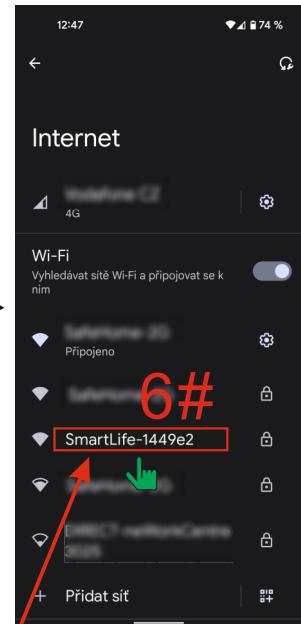 12:47
74 %
Internet
4G
Wi-Fi
Vyhledávat sítě Wi-Fi a připojovat se k
nim
Připojeno
6#
SmartLife-1449e2
Přidat síť